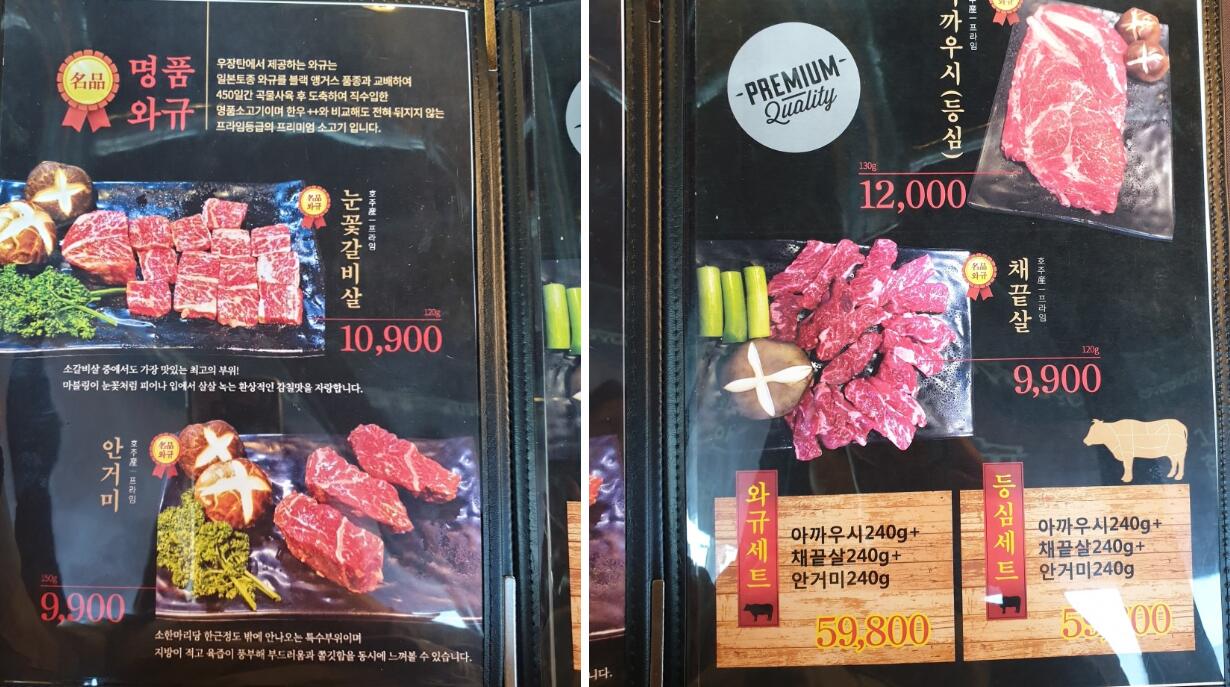 名品
명품
와규
우장탄에서 제공하는 와규는
일본토종 와규를 블랙 앵거스 품종과 교배하여
450일간 곡물사육 후 도축하여 직수입한
명품소고기이며 한우 ++와 비교해도 전혀 뒤지지 않는
프라임등급의 프리미엄 소고기 입니다.
名品
와규
눈꽃갈비살
호주産 | 프라임
120g
10,900
소갈비살 중에서도 가장 맛있는 최고의 부위!
마블링이 눈꽃처럼 피어나 입에서 살살 녹는 환상적인 감칠맛을 자랑합니다.
안거미
호주産 | 프라임
名品
와규
150g
9,900
소한마리당 한근정도 밖에 안나오는 특수부위이며
지방이 적고 육즙이 풍부해 부드러움과 쫄깃함을 동시에 느껴볼 수 있습니다.
니다.
PREMIUM
Quality
까우시(등심)
産 | 프라임
130g
12,000
名品
와규
채끝살
호주産 | 프라임
120g
9,900
와규세트
아까우시240g+
채끝살240g+
안거미240g
59,800
등심세트
아까우시240g+
채끝살240g+
안거미240g